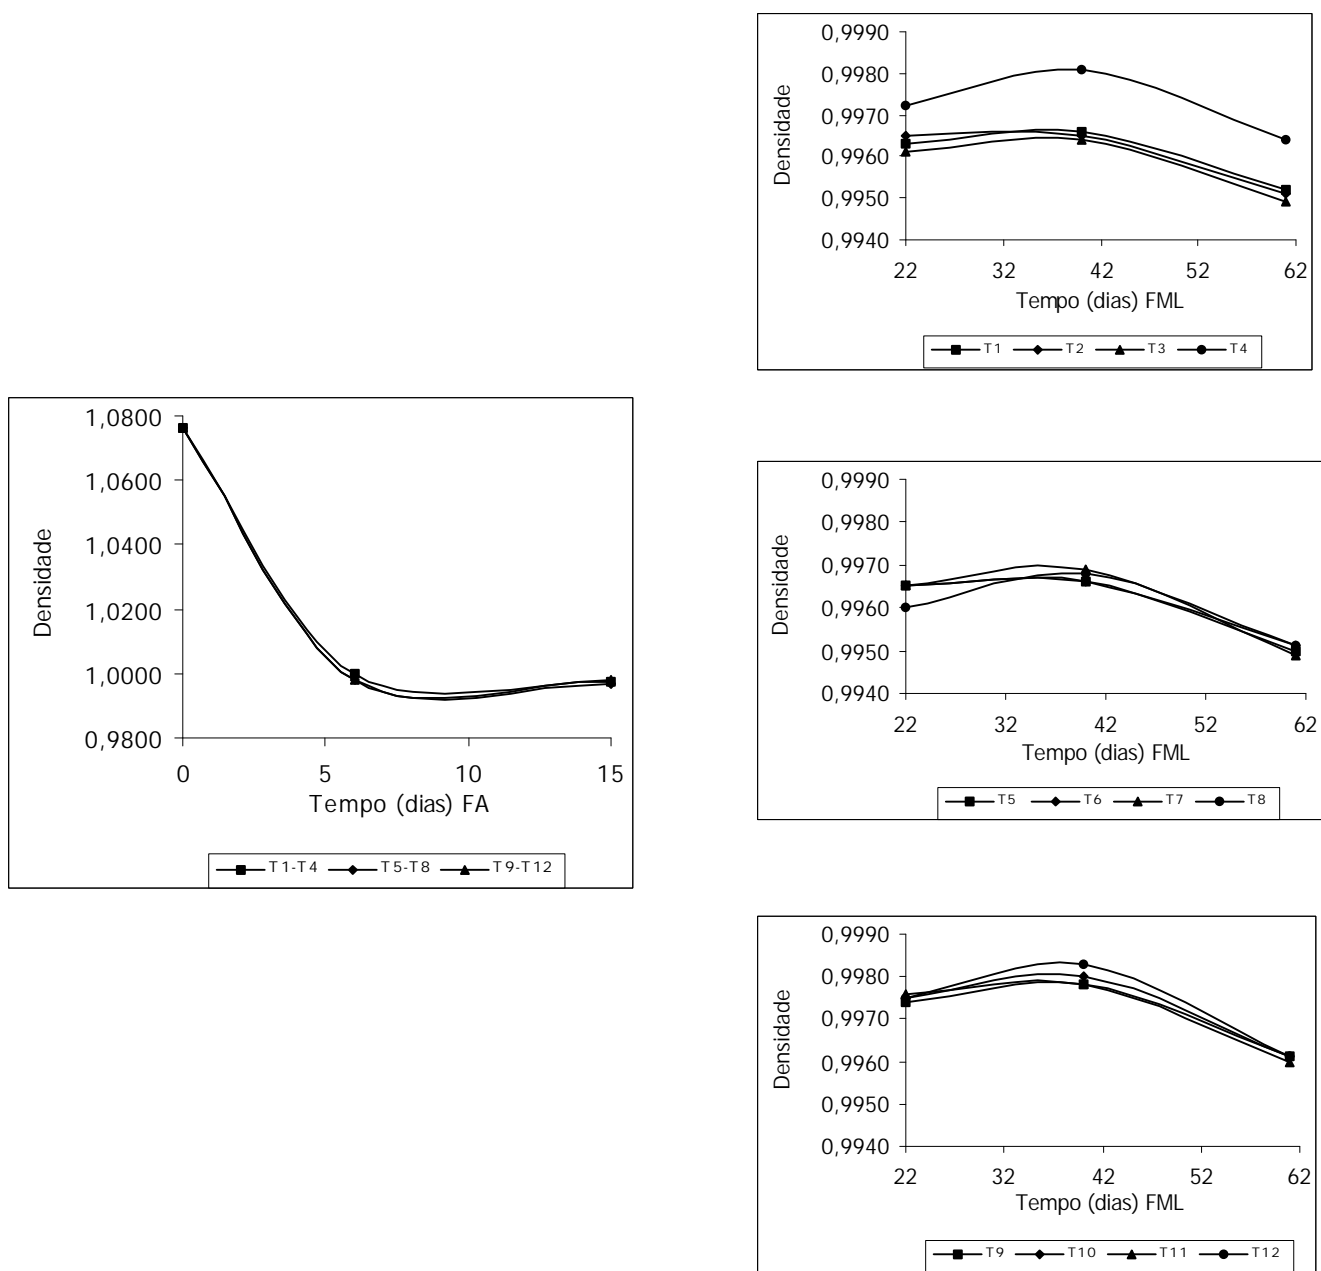 1,0800
1,0600
1,0400
1,0200
1,0000
0,9800
Densidade
0 5 10 15
Tempo (dias) FA
T1-T4 T5-T8 T9-T12
0,9990
0,9980
0,9970
0,9960
0,9950
0,9940
Densidade
22 32 42 52 62
Tempo (dias) FML
T1 T2 T3 T4
0,9990
0,9980
0,9970
0,9960
0,9950
0,9940
Densidade
22 32 42 52 62
Tempo (dias) FML
T5 T6 T7 T8
0,9990
0,9980
0,9970
0,9960
0,9950
0,9940
Densidade
22 32 42 52 62
Tempo (dias) FML
T9 T10 T11 T12